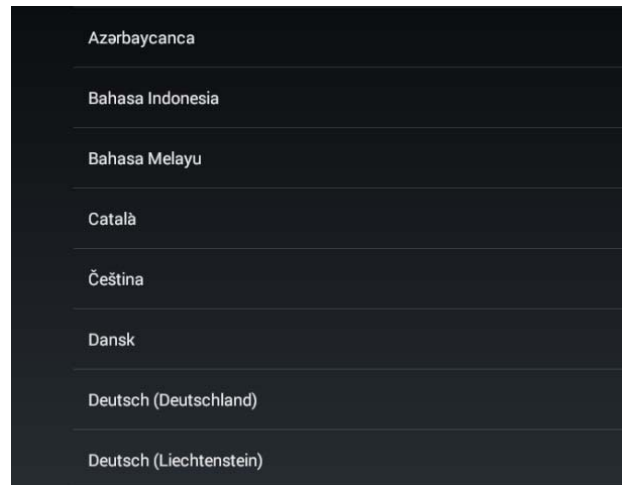 Azərbaycanca
Bahasa Indonesia
Bahasa Melayu
Català
Čeština
Dansk
Deutsch (Deutschland)
Deutsch (Liechtenstein)